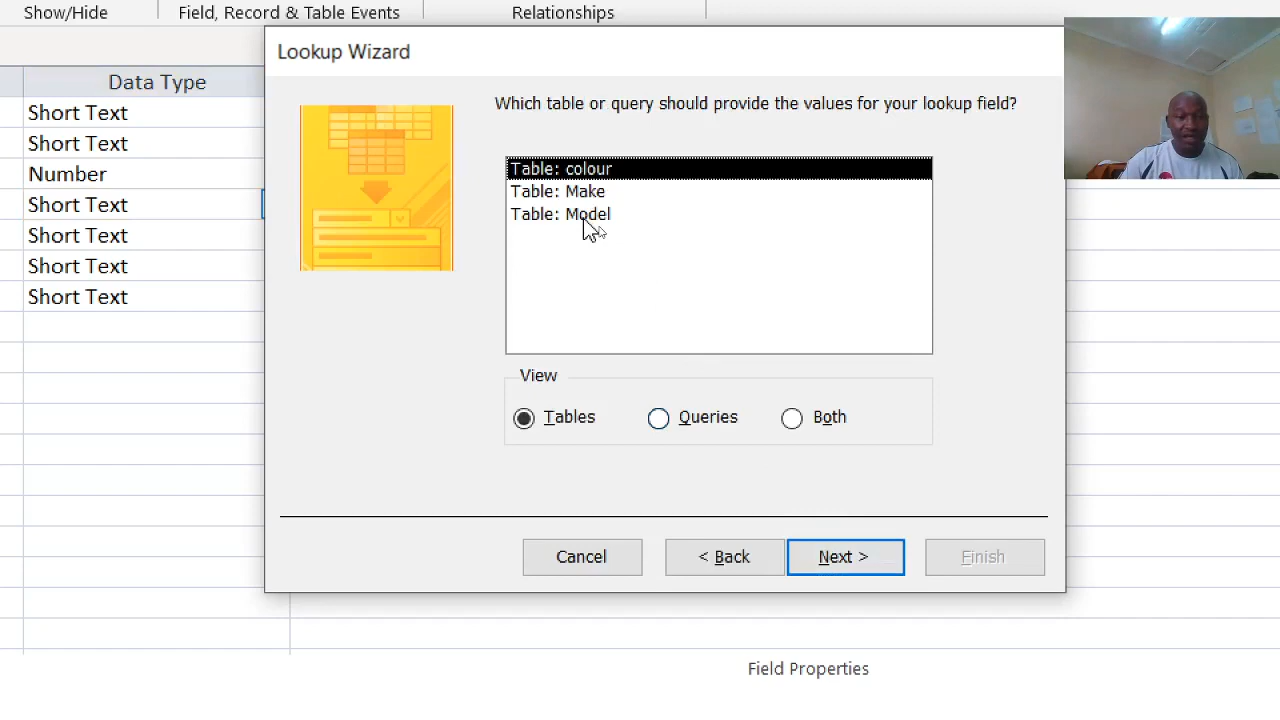 Show/Hide
Field, Record & Table Events
Relationships
Lookup Wizard
Data Type
Short Text
Short Text
Number
Short Text
Short Text
Short Text
Short Text
Which table or query should provide the values for your lookup field?
Table: colour
Table: Make
Table: Model
View
Tables
Queries
Both
Cancel
< Back
Next >
Finish
Field Properties